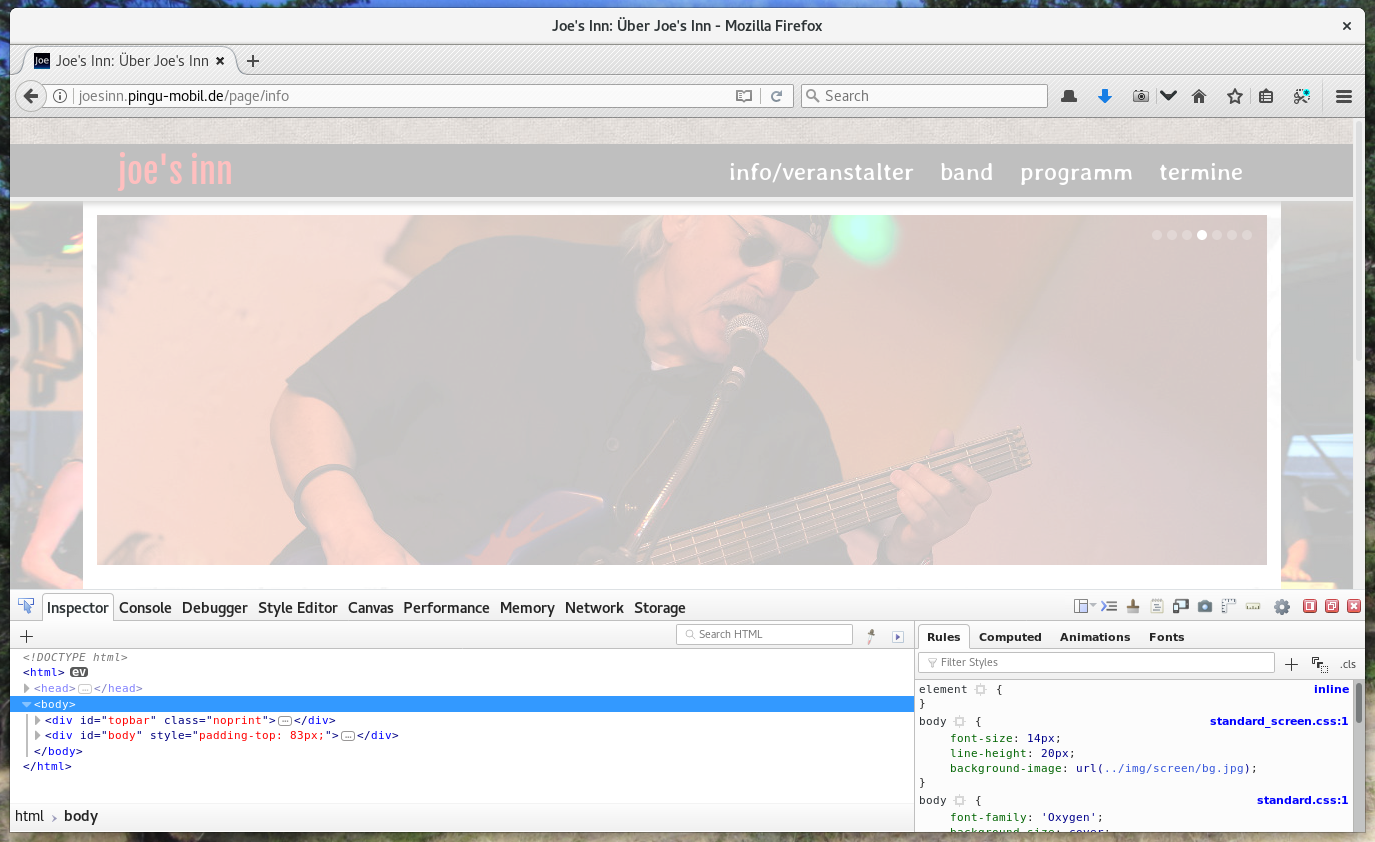 Joe's Inn: Über Joe's Inn - Mozilla Firefox
Joe Joe's Inn: Über Joe's Inn
joesinn.pingu-mobil.de/page/info
Search
joe's inn
info/veranstalter band programm termine
Inspector Console Debugger Style Editor Canvas Performance Memory Network Storage
Search HTML
Rules Computed Animations Fonts
Filter Styles
.cls
<!DOCTYPE html>
<html> ev
<head>…</head>
<body>
<div id="topbar" class="noprint">…</div>
<div id="body" style="padding-top: 83px;">…</div>
</body>
</html>
html › body
element {
inline
}
body {
standard_screen.css:1
font-size: 14px;
line-height: 20px;
background-image: url(../img/screen/bg.jpg);
}
body {
standard.css:1
font-family: 'Oxygen';
background-size: cover;